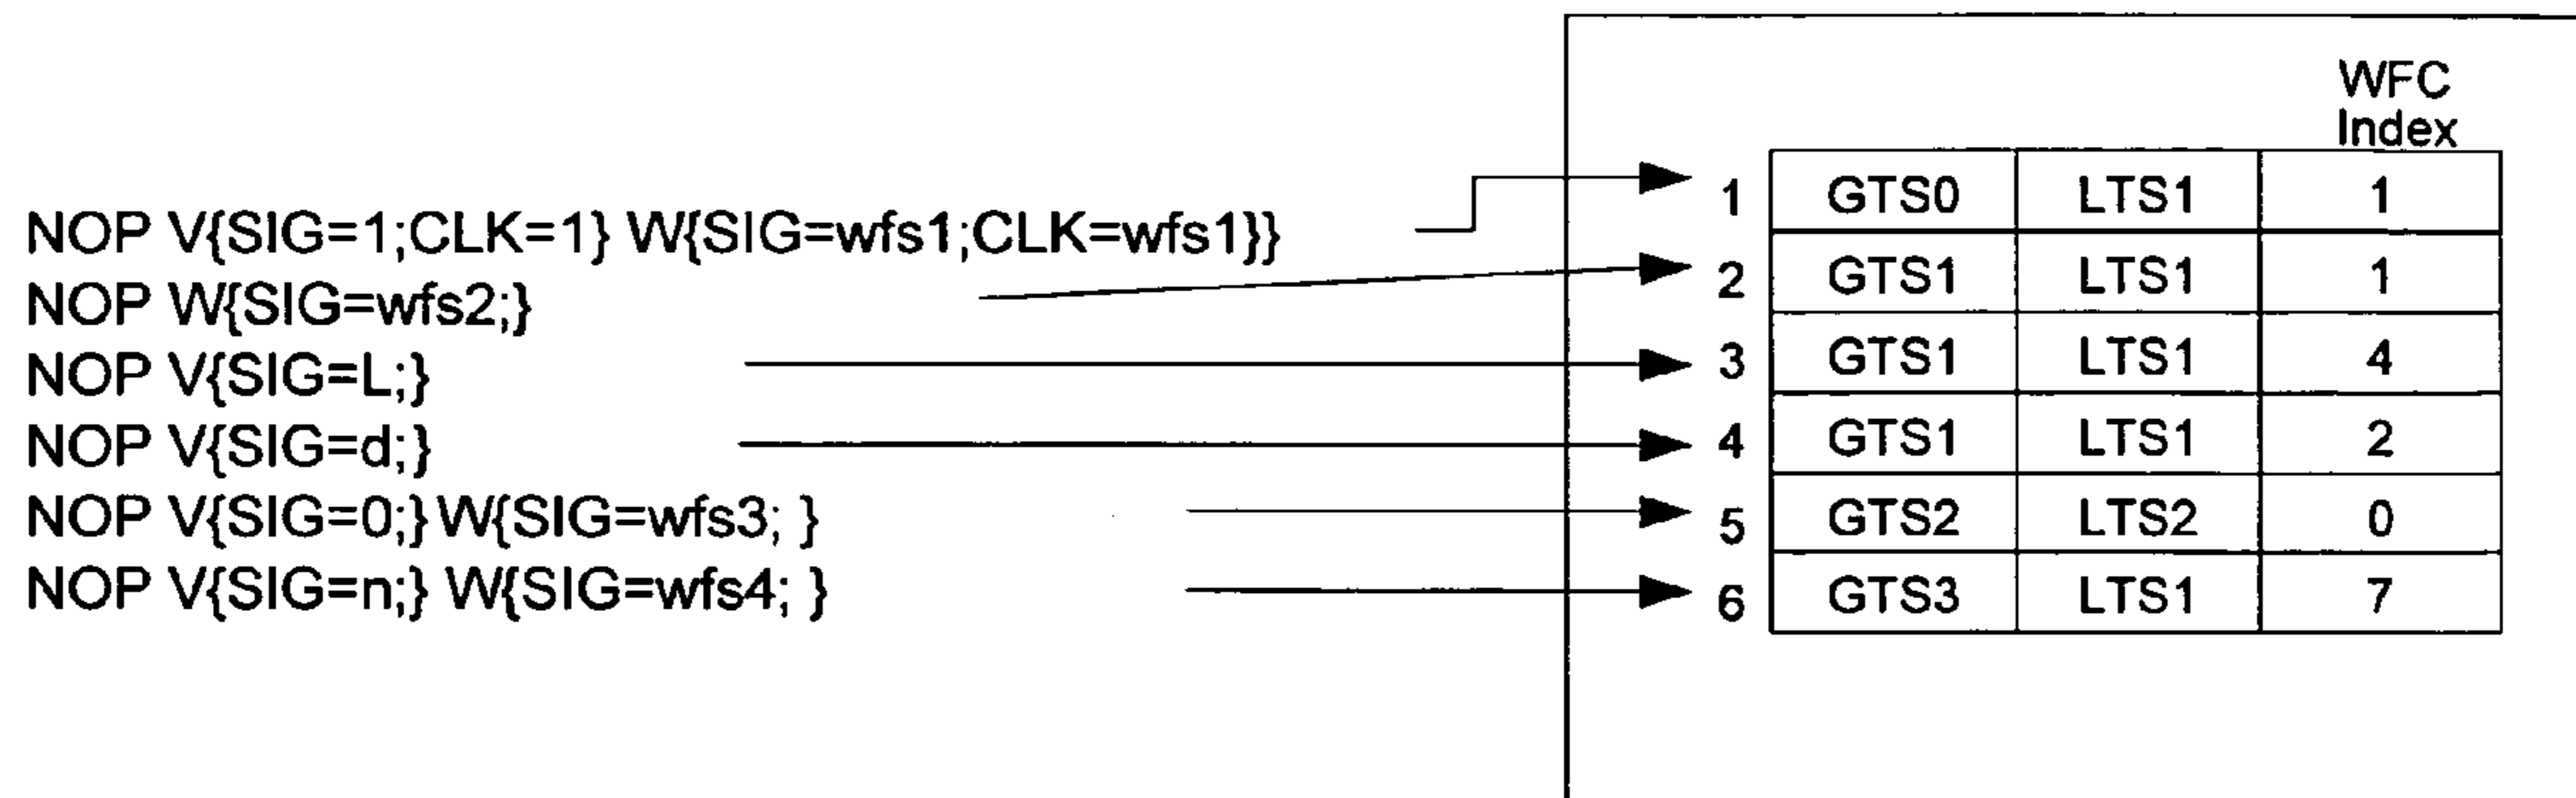 WFC
Index
NOP V{SIG=1;CLK=1} W{SIG=wfs1;CLK=wfs1}}
NOP W{SIG=wfs2;}
NOP V{SIG=L;}
NOP V{SIG=d;}
NOP V{SIG=0;} W{SIG=wfs3; }
NOP V{SIG=n;} W{SIG=wfs4; }
1 GTS0 LTS1 1
2 GTS1 LTS1 1
3 GTS1 LTS1 4
4 GTS1 LTS1 2
5 GTS2 LTS2 0
6 GTS3 LTS1 7